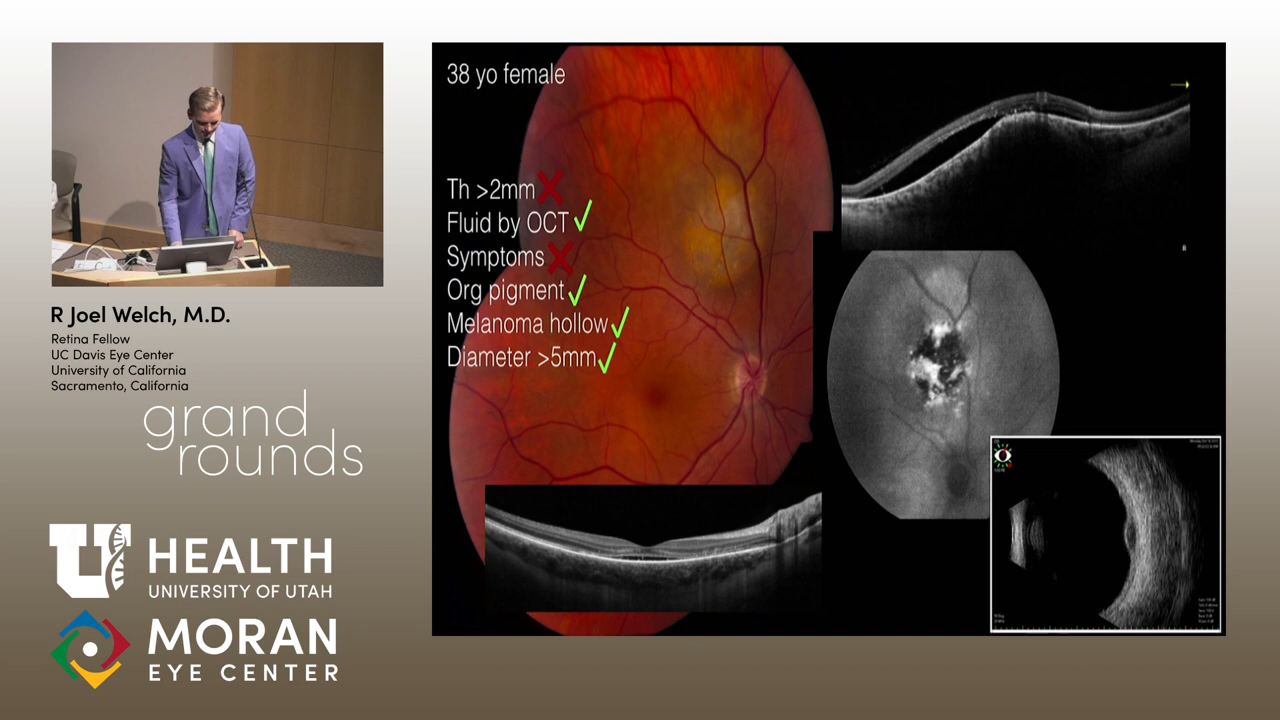 R Joel Welch, M.D.
Retina Fellow
UC Davis Eye Center
University of California
Sacramento, California
grand
rounds
U
HEALTH
UNIVERSITY OF UTAH
MORAN
EYE CENTER
38 yo female
Th >2mm
Fluid by OCT
Symptoms
Org pigment
Melanoma hollow
Diameter >5mm